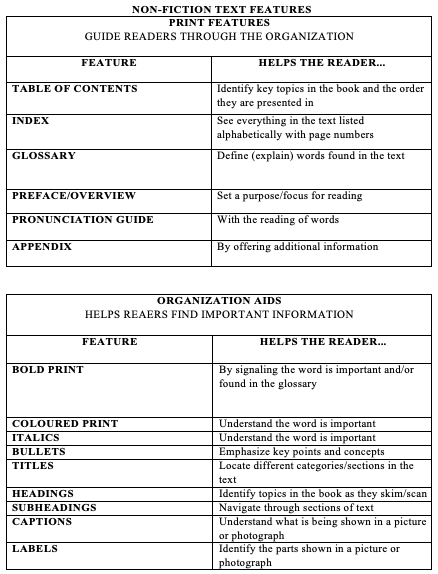 NON-FICTION TEXT FEATURES
PRINT FEATURES
GUIDE READERS THROUGH THE ORGANIZATION
FEATURE HELPS THE READER...
TABLE OF CONTENTS Identify key topics in the book and the order
they are presented in
INDEX See everything in the text listed
alphabetically with page numbers
GLOSSARY Define (explain) words found in the text
PREFACE/OVERVIEW Set a purpose/focus for reading
PRONUNCIATION GUIDE With the reading of words
APPENDIX By offering additional information
ORGANIZATION AIDS
HELPS REAERS FIND IMPORTANT INFORMATION
FEATURE HELPS THE READER...
BOLD PRINT By signaling the word is important and/or
found in the glossary
COLOURED PRINT Understand the word is important
ITALICS Understand the word is important
BULLETS Emphasize key points and concepts
TITLES Locate different categories/sections in the
text
HEADINGS Identify topics in the book as they skim/scan
SUBHEADINGS Navigate through sections of text
CAPTIONS Understand what is being shown in a picture
or photograph
LABELS Identify the parts shown in a picture or
photograph